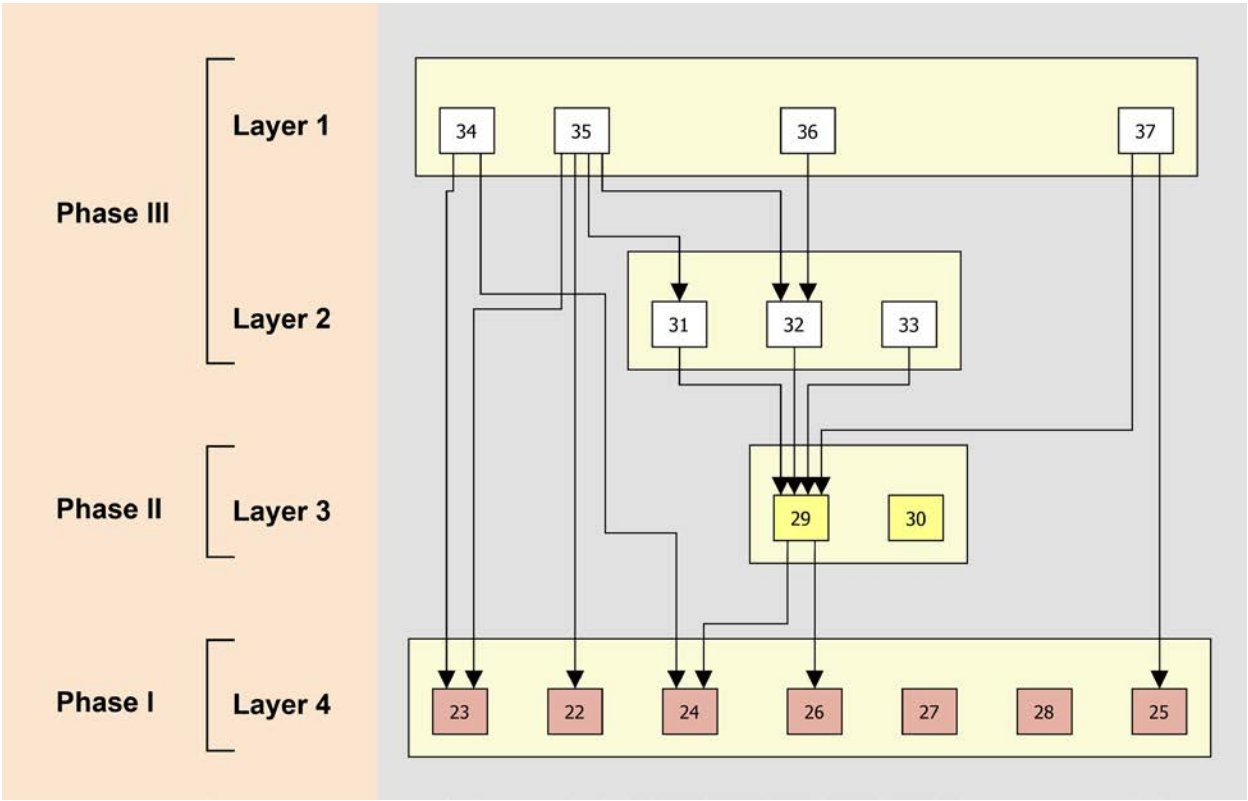 Layer 1
34 35 36 37
Phase III
Layer 2
31 32 33
Phase II
Layer 3
29 30
Phase I
Layer 4
23 22 24 26 27 28 25